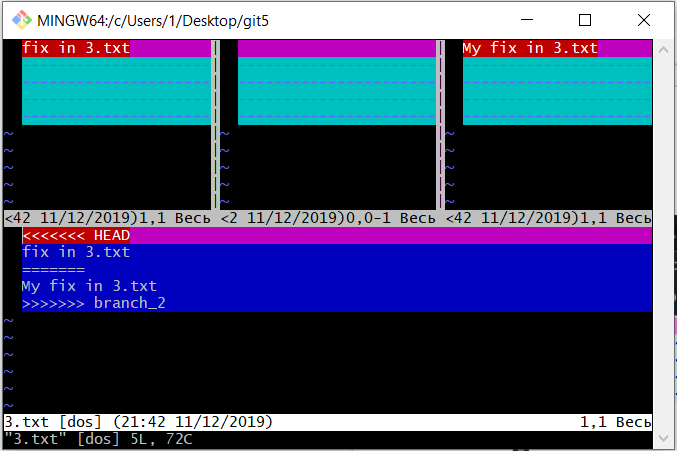 MINGW64:/c/Users/1/Desktop/git5
fix in 3.txt
My fix in 3.txt
~ ~ ~
~ ~ ~
~ ~ ~
~ ~ ~
~ ~ ~
<42 11/12/2019)1,1 Весь <2 11/12/2019)0,0-1 Весь <42 11/12/2019)1,1 Весь
<<<<<<< HEAD
fix in 3.txt
=======
My fix in 3.txt
>>>>>>> branch_2
~
~
~
~
~
~
3.txt [dos] (21:42 11/12/2019) 1,1 Весь
"3.txt" [dos] 5L, 72C